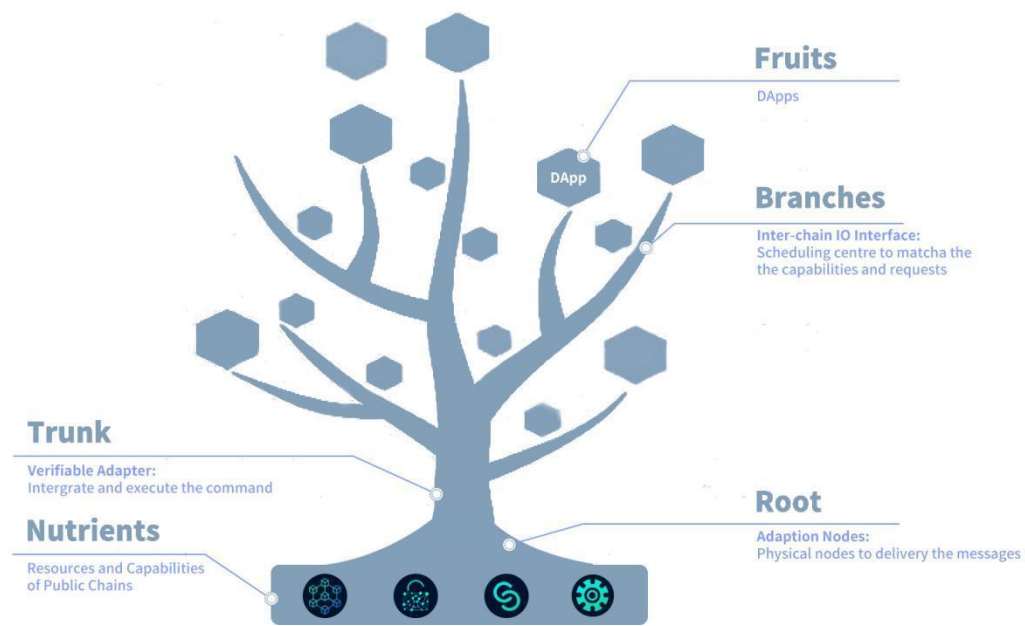 Fruits
DApps
DApp
Branches
Inter-chain IO Interface:
Scheduling centre to matcha the
the capabilities and requests
Trunk
Verifiable Adapter:
Intergrate and execute the command
Root
Adaption Nodes:
Physical nodes to delivery the messages
Nutrients
Resources and Capabilities
of Public Chains